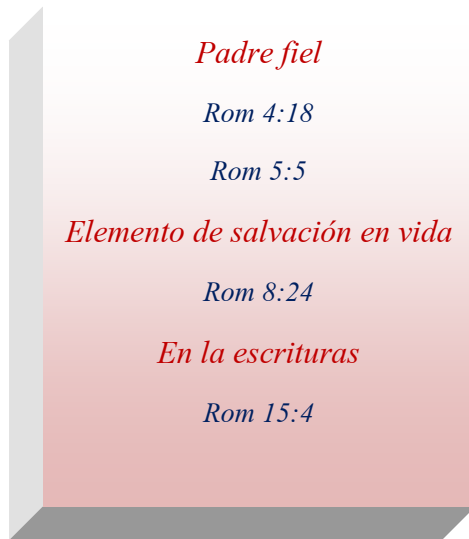 Padre fiel
Rom 4:18
Rom 5:5
Elemento de salvación en vida
Rom 8:24
En la escrituras
Rom 15:4